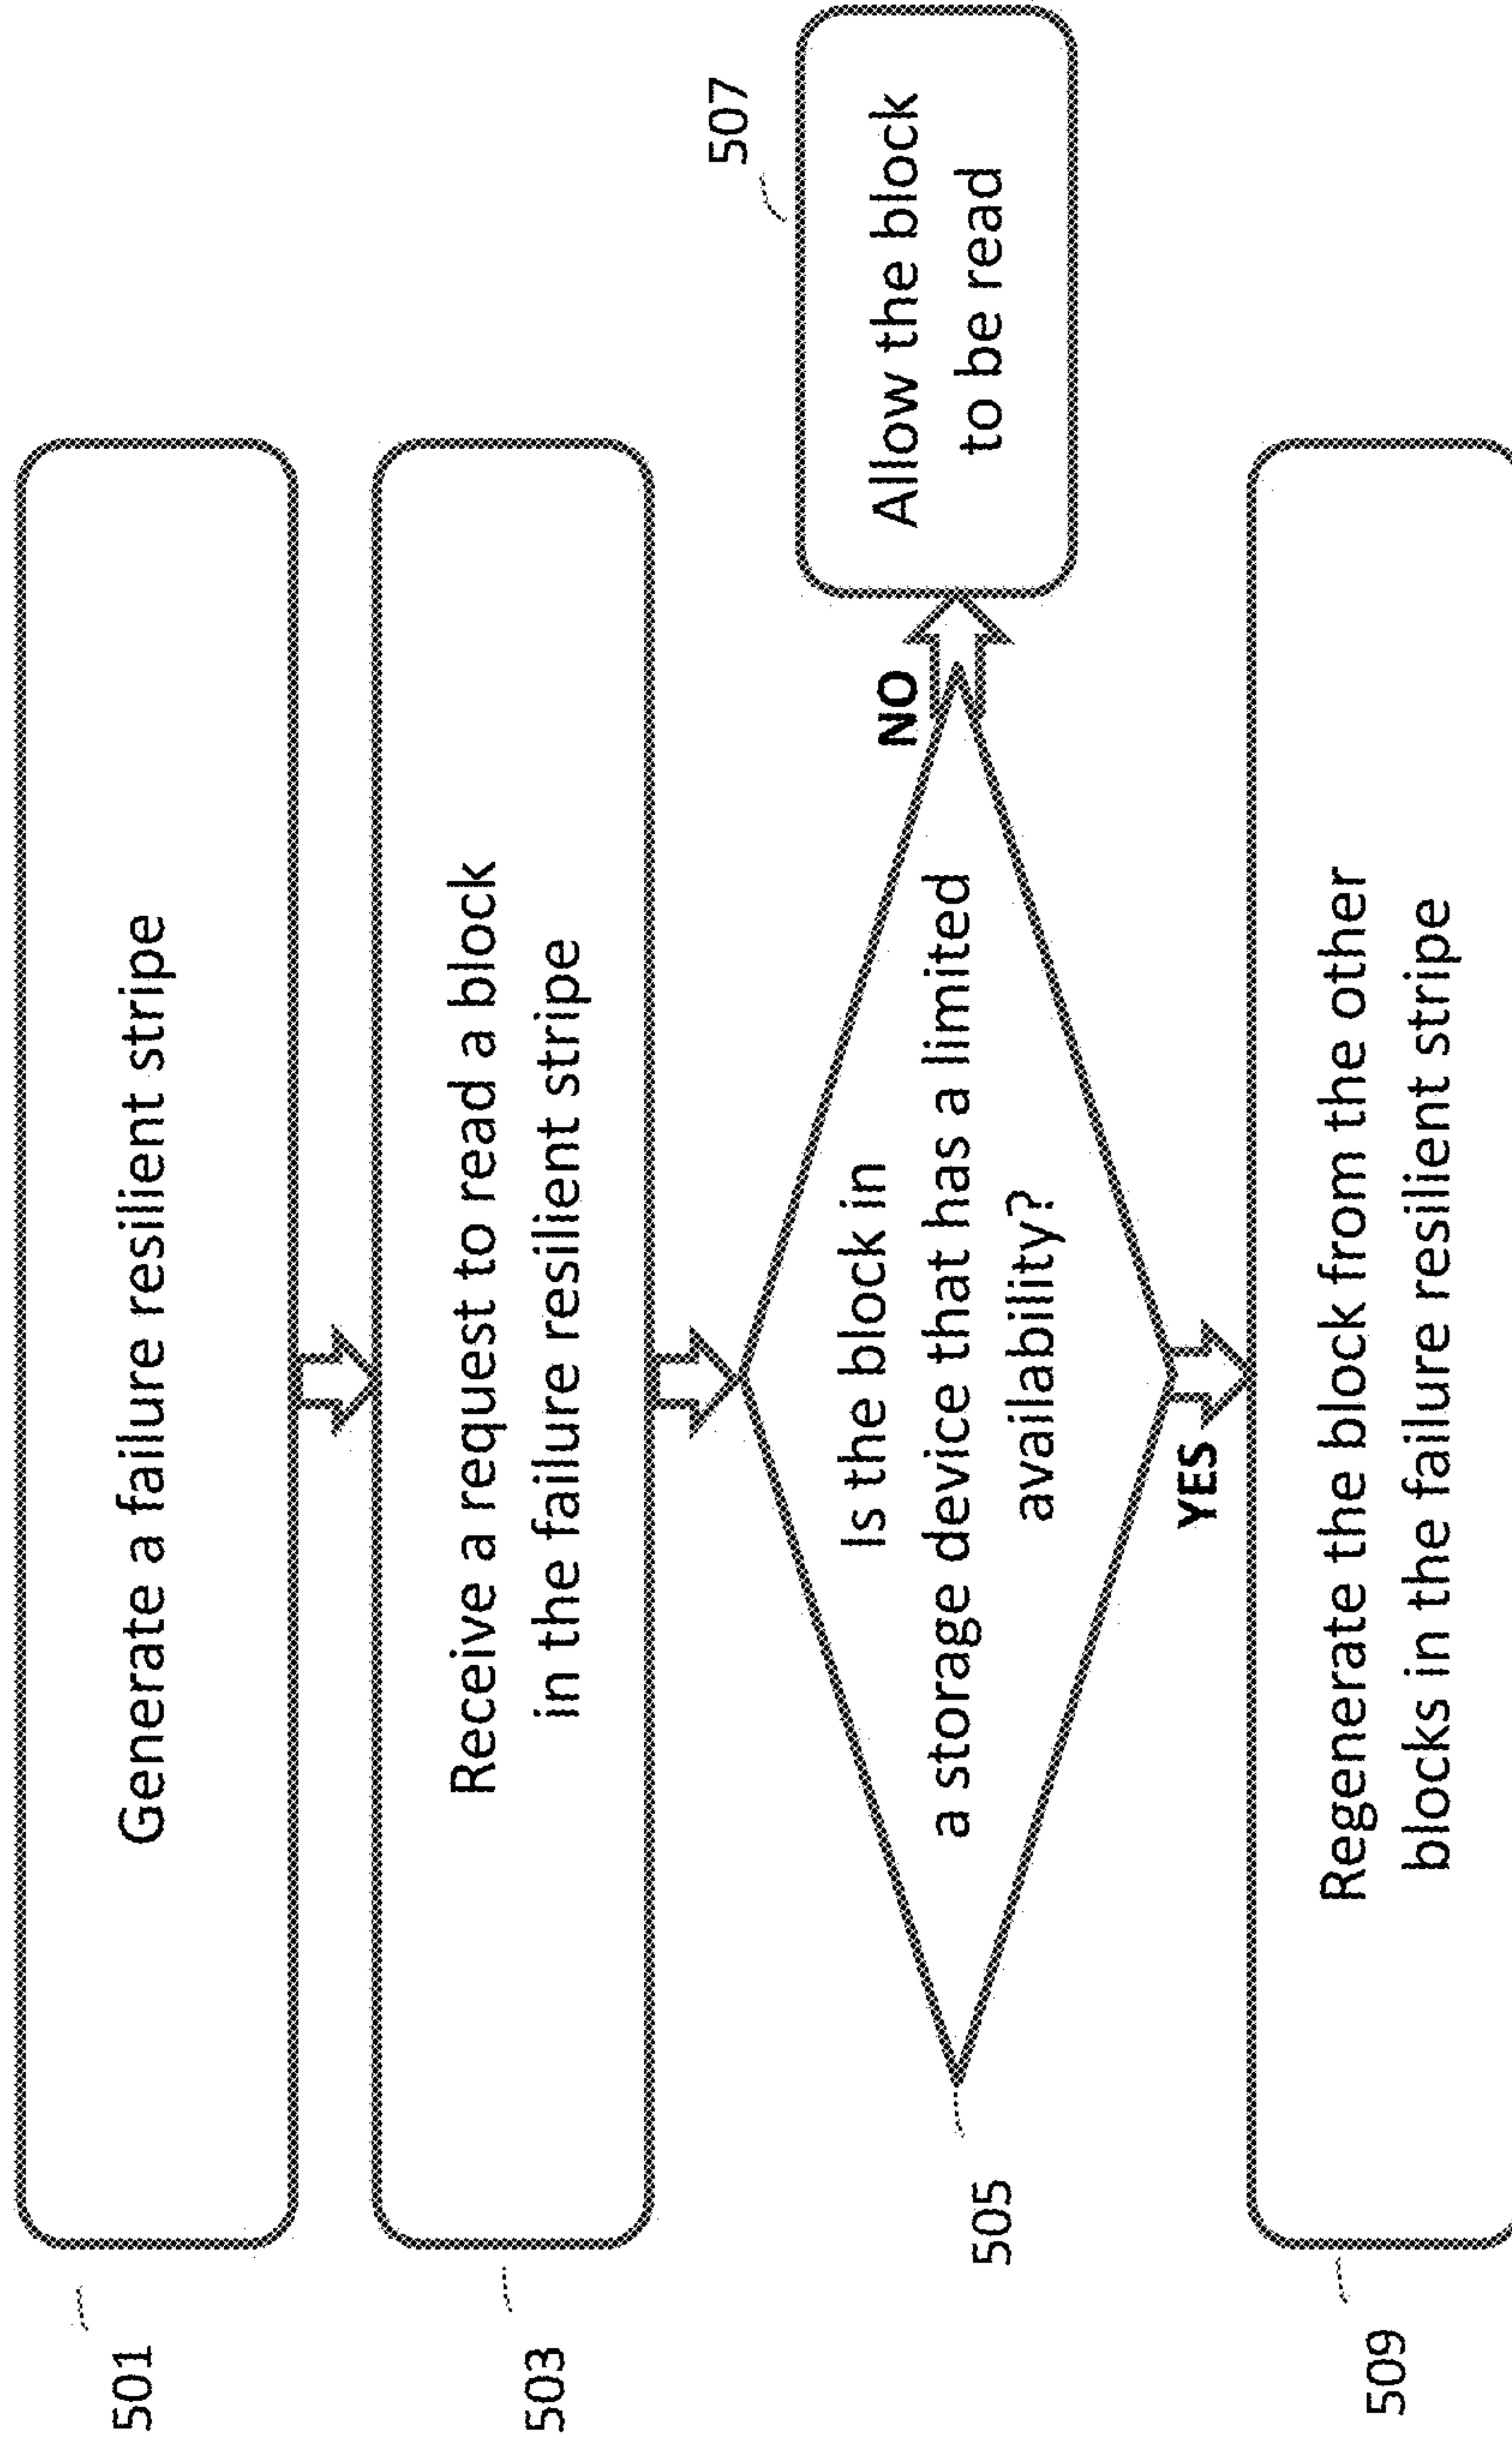 501
Generate a failure resilient stripe
503
Receive a request to read a block
in the failure resilient stripe
505
Is the block in
a storage device that has a limited
availability?
NO
507
Allow the block
to be read
YES
509
Regenerate the block from the other
blocks in the failure resilient stripe